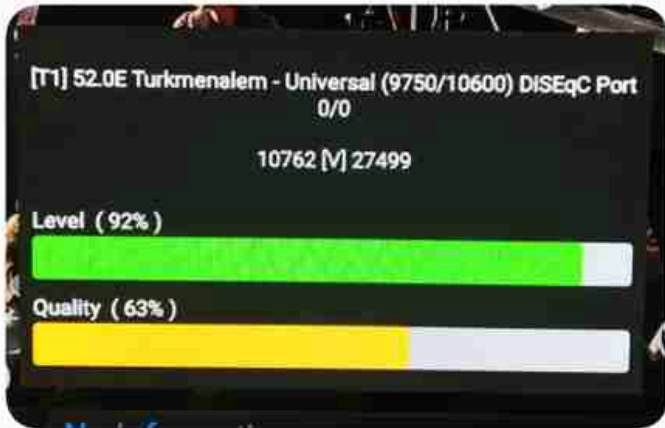 [T1] 52.0E Turkmenalem - Universal (9750/10600) DiSEqC Port
0/0
10762 [V] 27499
Level ( 92% )
Quality ( 63% )